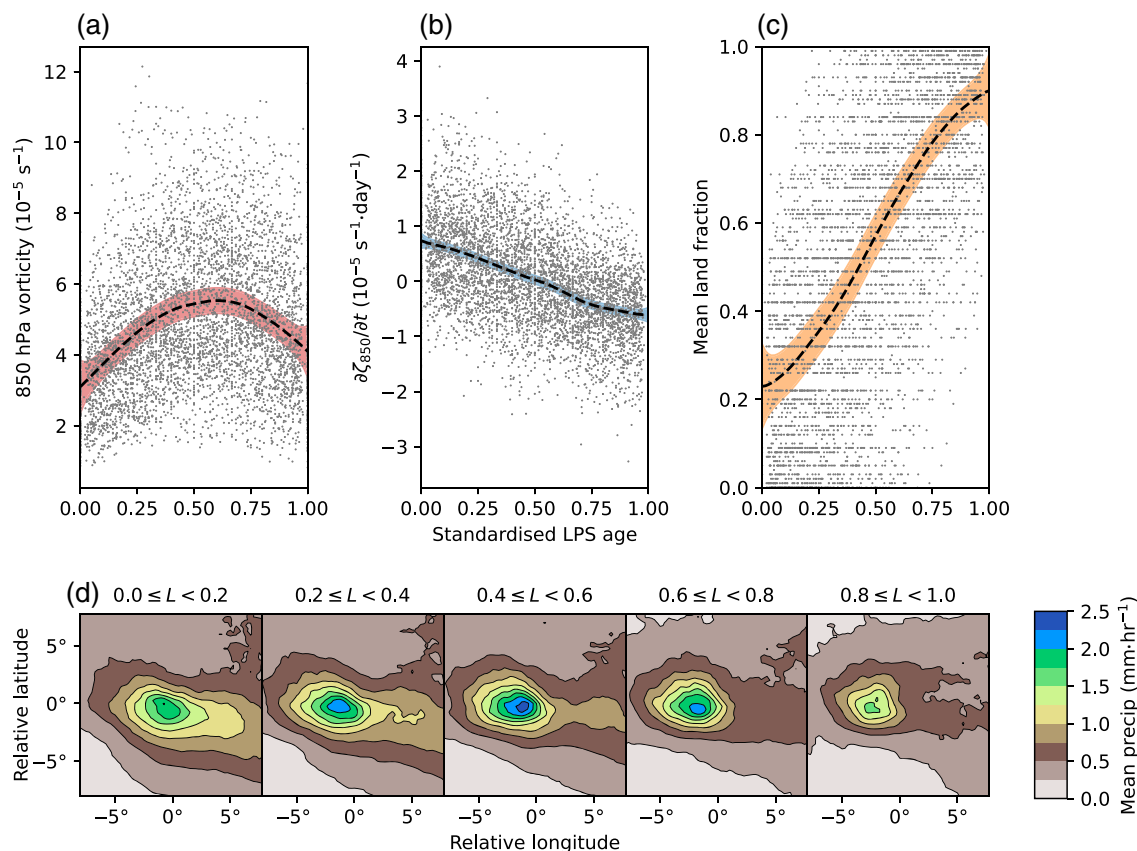 (a) (b) (c)
850 hPa vorticity (10⁻⁵ s⁻¹)
12
10
8
6
4
2
0.00 0.25 0.50 0.75 1.00
∂ζ₈₅₀/∂t (10⁻⁵ s⁻¹·day⁻¹)
4
3
2
1
0
−1
−2
−3
0.00 0.25 0.50 0.75 1.00
Standardised LPS age
Mean land fraction
1.0
0.8
0.6
0.4
0.2
0.0
0.00 0.25 0.50 0.75 1.00
(d)
0.0 ≤ L < 0.2 0.2 ≤ L < 0.4 0.4 ≤ L < 0.6 0.6 ≤ L < 0.8 0.8 ≤ L < 1.0
Relative latitude
5°
0°
−5°
−5° 0° 5° −5° 0° 5° −5° 0° 5° −5° 0° 5° −5° 0° 5°
Relative longitude
2.5
2.0
1.5
1.0
0.5
0.0
Mean precip (mm·hr⁻¹)